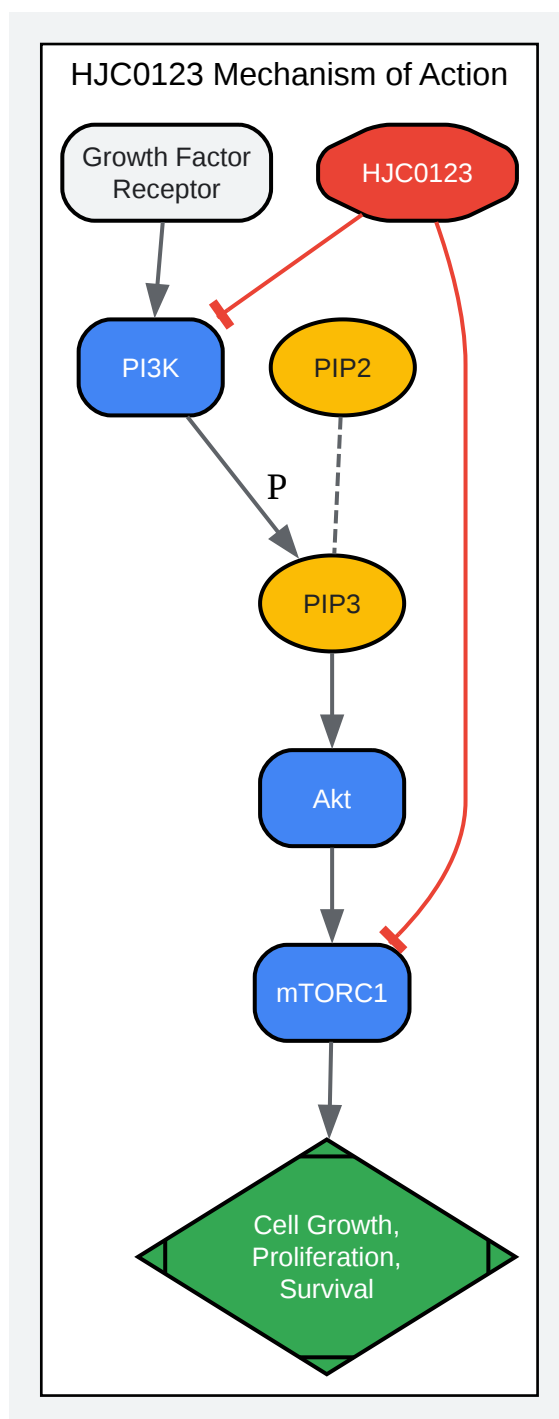 HJC0123 Mechanism of Action
Growth Factor
Receptor
HJC0123
PI3K
PIP2
P
PIP3
Akt
mTORC1
Cell Growth,
Proliferation,
Survival